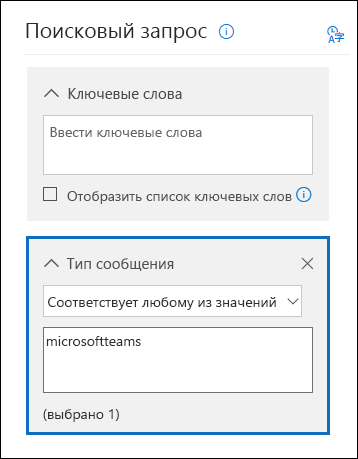 Поисковый запрос
Ключевые слова
Ввести ключевые слова
Отобразить список ключевых слов
Тип сообщения
Соответствует любому из значений
microsoftteams
(выбрано 1)